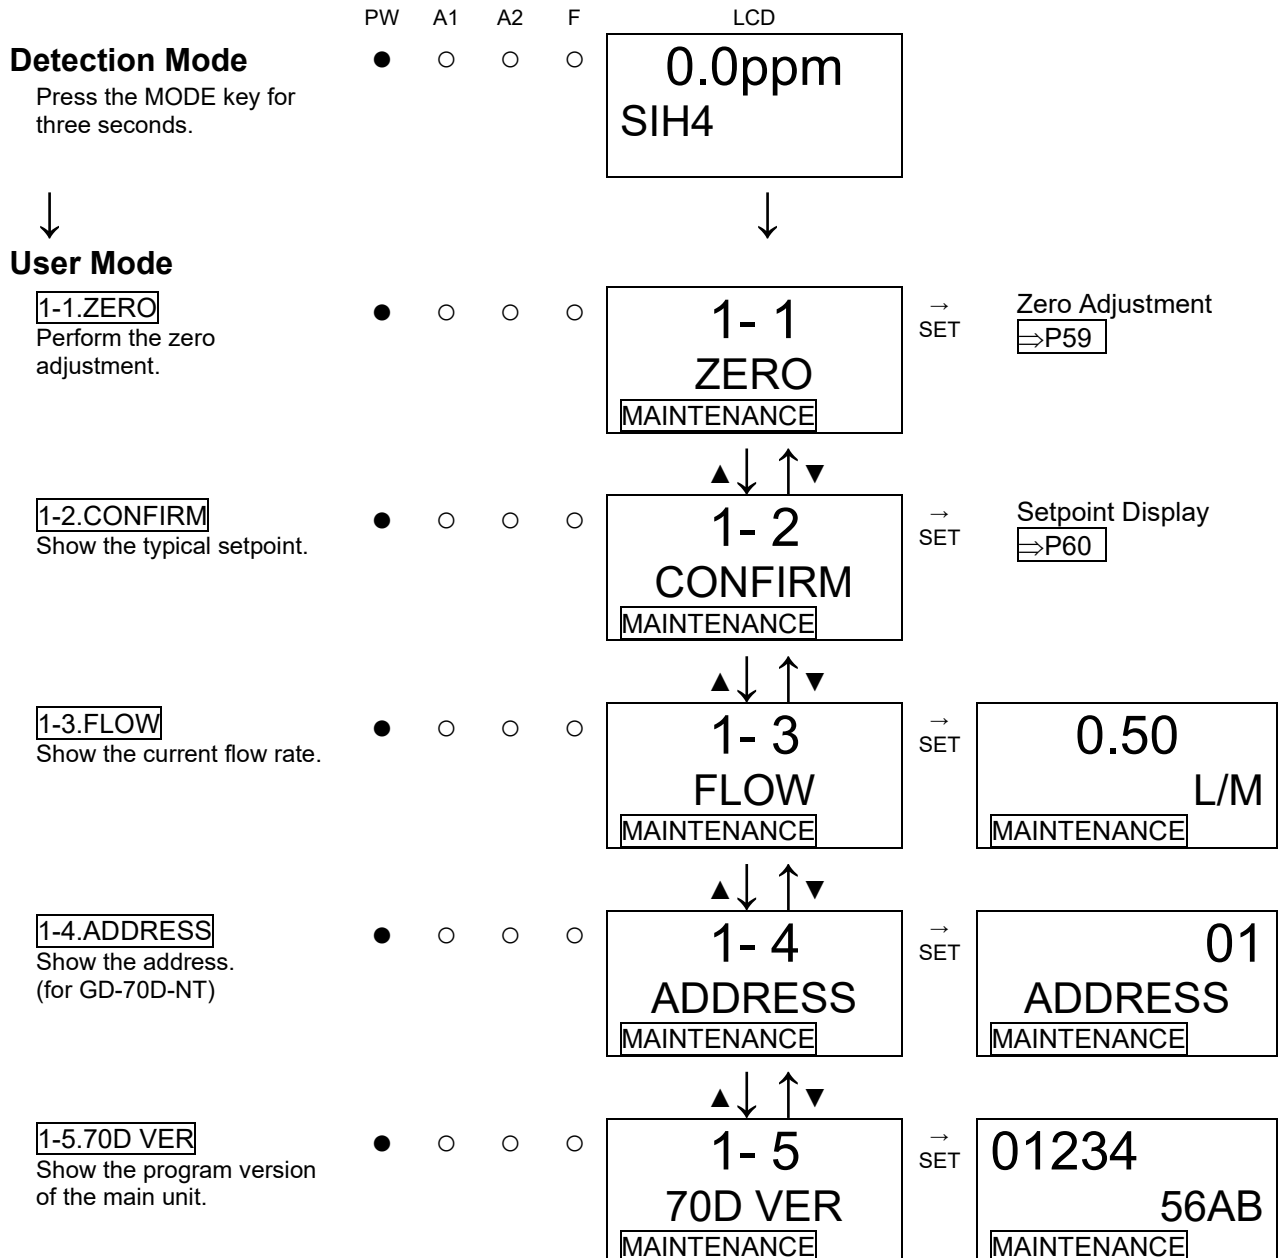 PW A1 A2 F LCD
Detection Mode ● ○ ○ ○ 0.0ppm
Press the MODE key for
three seconds.
SIH4
↓ ↓
User Mode
1-1.ZERO ● ○ ○ ○ 1- 1 → SET Zero Adjustment
Perform the zero
adjustment.
⇒P59
ZERO
MAINTENANCE
▲↓ ↑▼
1-2.CONFIRM ● ○ ○ ○ 1- 2 → SET Setpoint Display
Show the typical setpoint.
⇒P60
CONFIRM
MAINTENANCE
▲↓ ↑▼
1-3.FLOW ● ○ ○ ○ 1- 3 → SET 0.50
Show the current flow rate.
FLOW L/M
MAINTENANCE MAINTENANCE
▲↓ ↑▼
1-4.ADDRESS ● ○ ○ ○ 1- 4 → SET 01
Show the address.
(for GD-70D-NT)
ADDRESS ADDRESS
MAINTENANCE MAINTENANCE
▲↓ ↑▼
1-5.70D VER ● ○ ○ ○ 1- 5 → SET 01234
Show the program version
of the main unit.
70D VER 56AB
MAINTENANCE MAINTENANCE